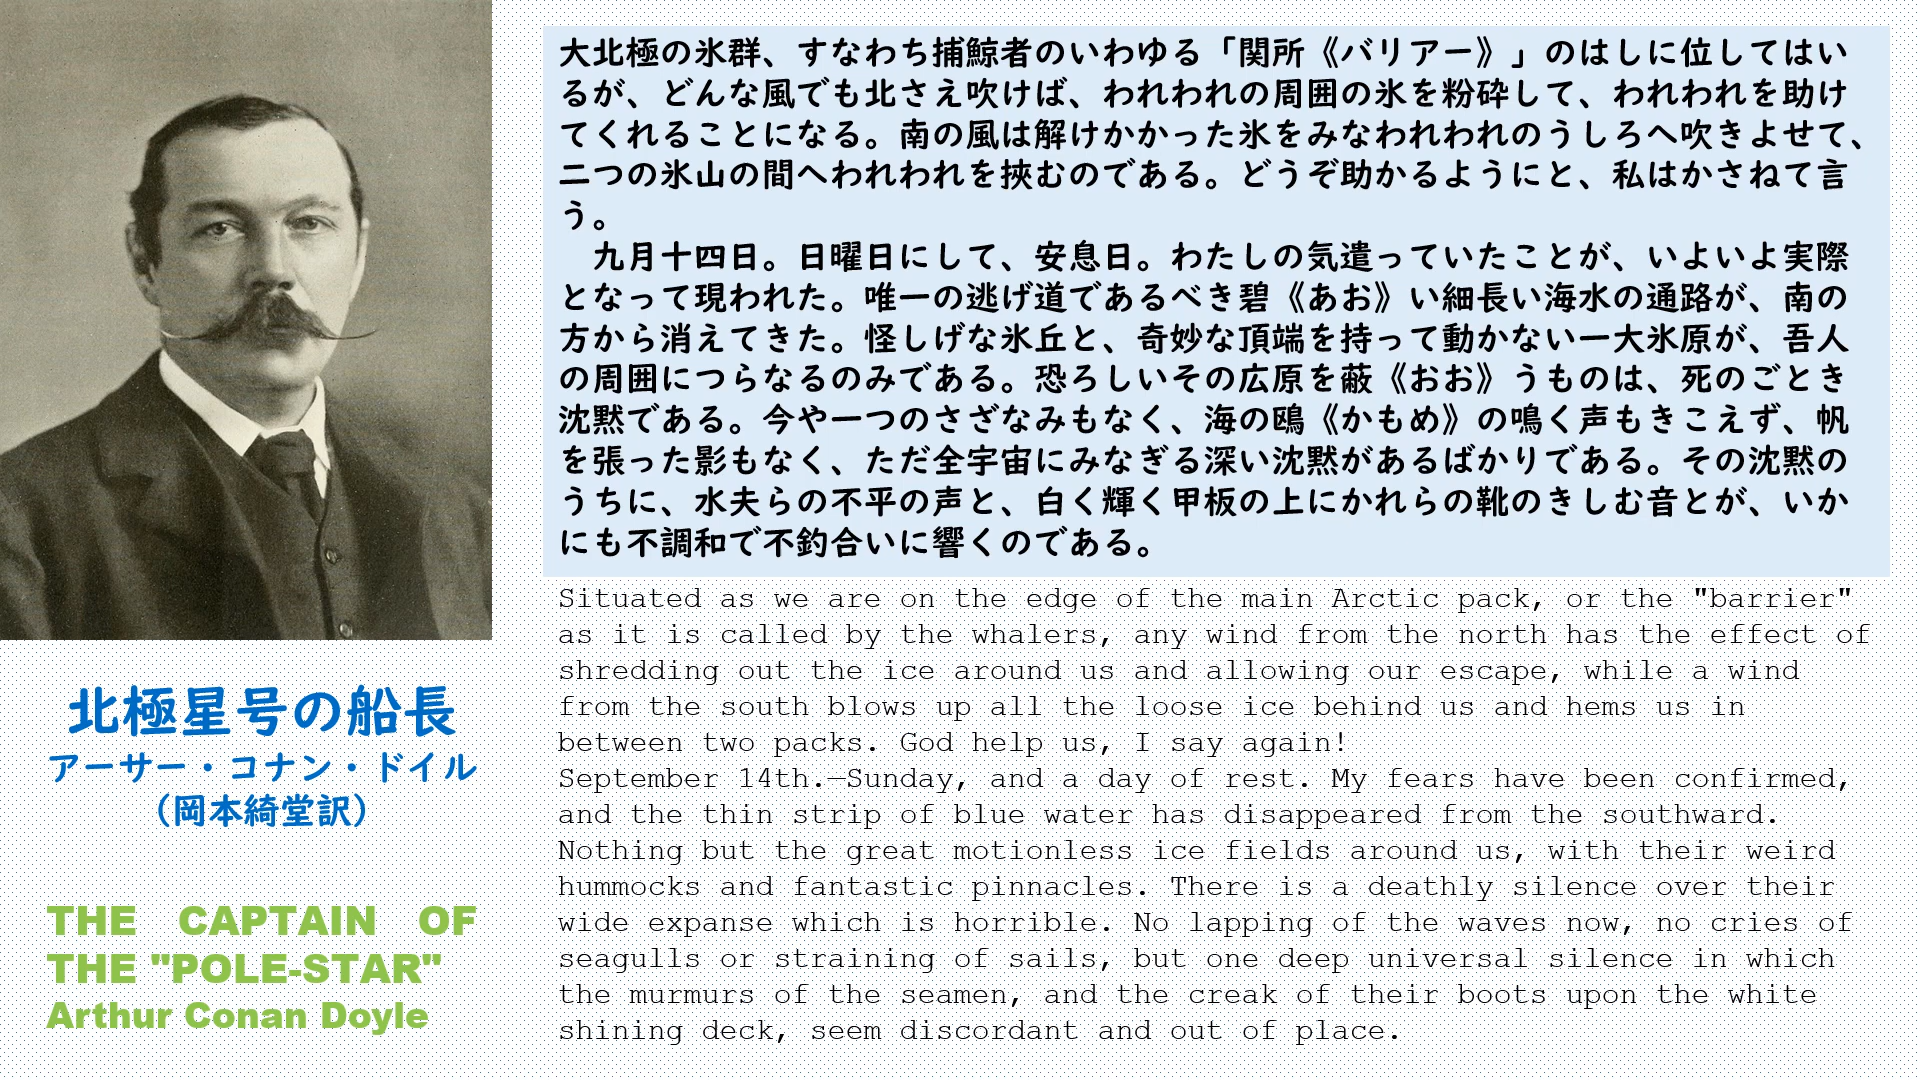 大北極の氷群、すなわち捕鯨者のいわゆる「関所《バリアー》」のはしに位してはい
るが、どんな風でも北さえ吹けば、われわれの周囲の氷を粉砕して、われわれを助け
てくれることになる。南の風は解けかかった氷をみなわれわれのうしろへ吹きよせて、
二つの氷山の間へわれわれを挾むのである。どうぞ助かるようにと、私はかさねて言
う。
　九月十四日。日曜日にして、安息日。わたしの気遣っていたことが、いよいよ実際
となって現われた。唯一の逃げ道であるべき碧《あお》い細長い海水の通路が、南の
方から消えてきた。怪しげな氷丘と、奇妙な頂端を持って動かない一大氷原が、吾人
の周囲につらなるのみである。恐ろしいその広原を蔽《おお》うものは、死のごとき
沈黙である。今や一つのさざなみもなく、海の鴎《かもめ》の鳴く声もきこえず、帆
を張った影もなく、ただ全宇宙にみなぎる深い沈黙があるばかりである。その沈黙の
うちに、水夫らの不平の声と、白く輝く甲板の上にかれらの靴のきしむ音とが、いか
にも不調和で不釣合いに響くのである。
Situated as we are on the edge of the main Arctic pack, or the "barrier"
as it is called by the whalers, any wind from the north has the effect of
shredding out the ice around us and allowing our escape, while a wind
from the south blows up all the loose ice behind us and hems us in
between two packs. God help us, I say again!
September 14th.—Sunday, and a day of rest. My fears have been confirmed,
and the thin strip of blue water has disappeared from the southward.
Nothing but the great motionless ice fields around us, with their weird
hummocks and fantastic pinnacles. There is a deathly silence over their
wide expanse which is horrible. No lapping of the waves now, no cries of
seagulls or straining of sails, but one deep universal silence in which
the murmurs of the seamen, and the creak of their boots upon the white
shining deck, seem discordant and out of place.
北極星号の船長
アーサー・コナン・ドイル
（岡本綺堂訳）
THE CAPTAIN OF
THE "POLE-STAR"
Arthur Conan Doyle